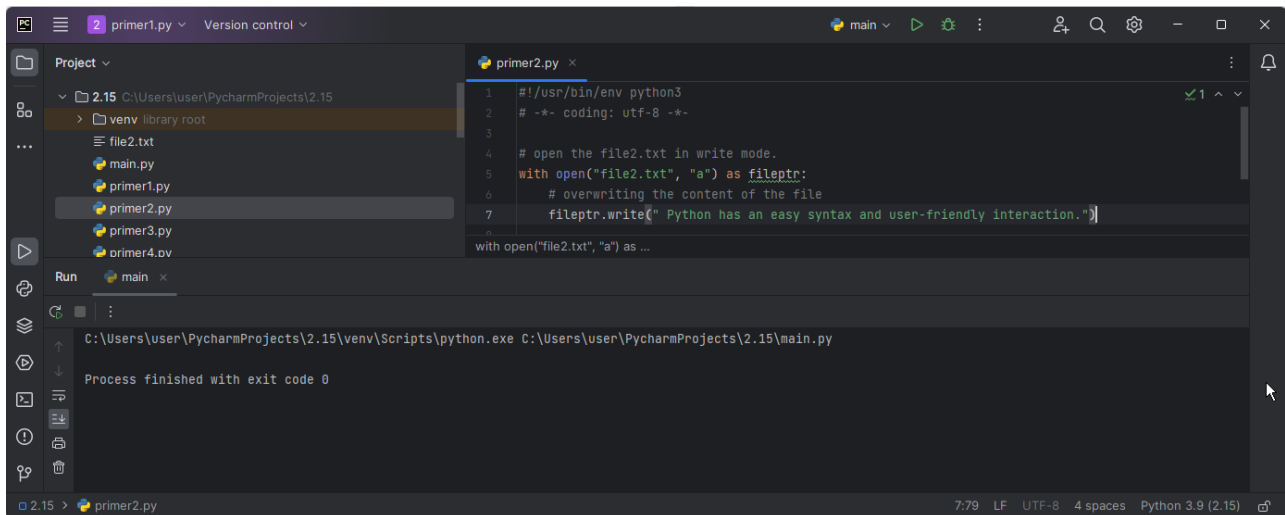 PC 2 primer1.py Version control main
Project
2.15 C:\Users\user\PycharmProjects\2.15
venv library root
file2.txt
main.py
primer1.py
primer2.py
primer3.py
primer4.py
primer2.py
1 #!/usr/bin/env python3
2 # -*- coding: utf-8 -*-
3
4 # open the file2.txt in write mode.
5 with open("file2.txt", "a") as fileptr:
6 # overwriting the content of the file
7 fileptr.write(" Python has an easy syntax and user-friendly interaction.")
8
1
with open("file2.txt", "a") as ...
Run main
C:\Users\user\PycharmProjects\2.15\venv\Scripts\python.exe C:\Users\user\PycharmProjects\2.15\main.py
Process finished with exit code 0
2.15 > primer2.py 7:79 LF UTF-8 4 spaces Python 3.9 (2.15)